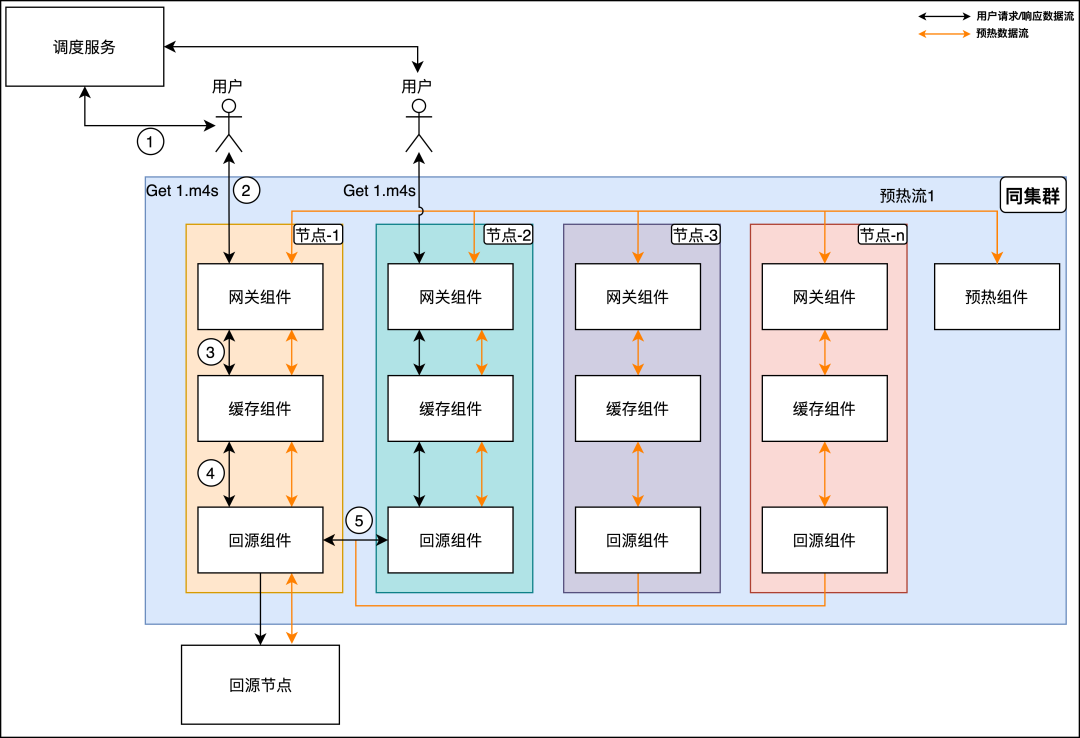 用户请求/响应数据流
预热数据流
调度服务
用户
用户
1
Get 1.m4s
2
Get 1.m4s
预热流1
同集群
节点-1
节点-2
节点-3
节点-n
网关组件
网关组件
网关组件
网关组件
预热组件
3
缓存组件
缓存组件
缓存组件
缓存组件
4
5
回源组件
回源组件
回源组件
回源组件
回源节点